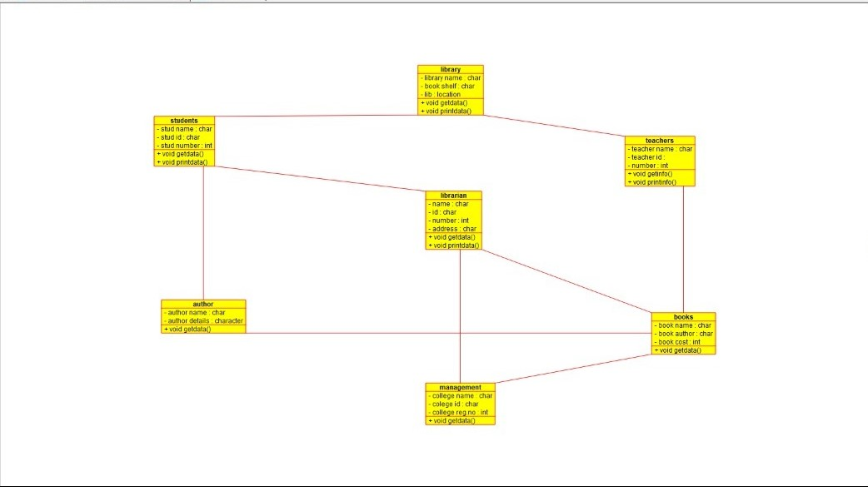 library
- library name : char
- book shelf : char
- lib : location
+ void getdata()
+ void printdata()
students
- stud name : char
- stud id : char
- stud number : int
+ void getdata()
+ void printdata()
teachers
- teacher name : char
- teacher id :
- number : int
+ void getinfo()
+ void printinfo()
librarian
- name : char
- id : char
- number : int
- address : char
+ void getdata()
+ void printdata()
author
- author name : char
- author details : character
+ void getdata()
books
- book name : char
- book author : char
- book cost : int
+ void getdata()
management
- college name : char
- colege id : char
- college reg no : int
+ void getdata()